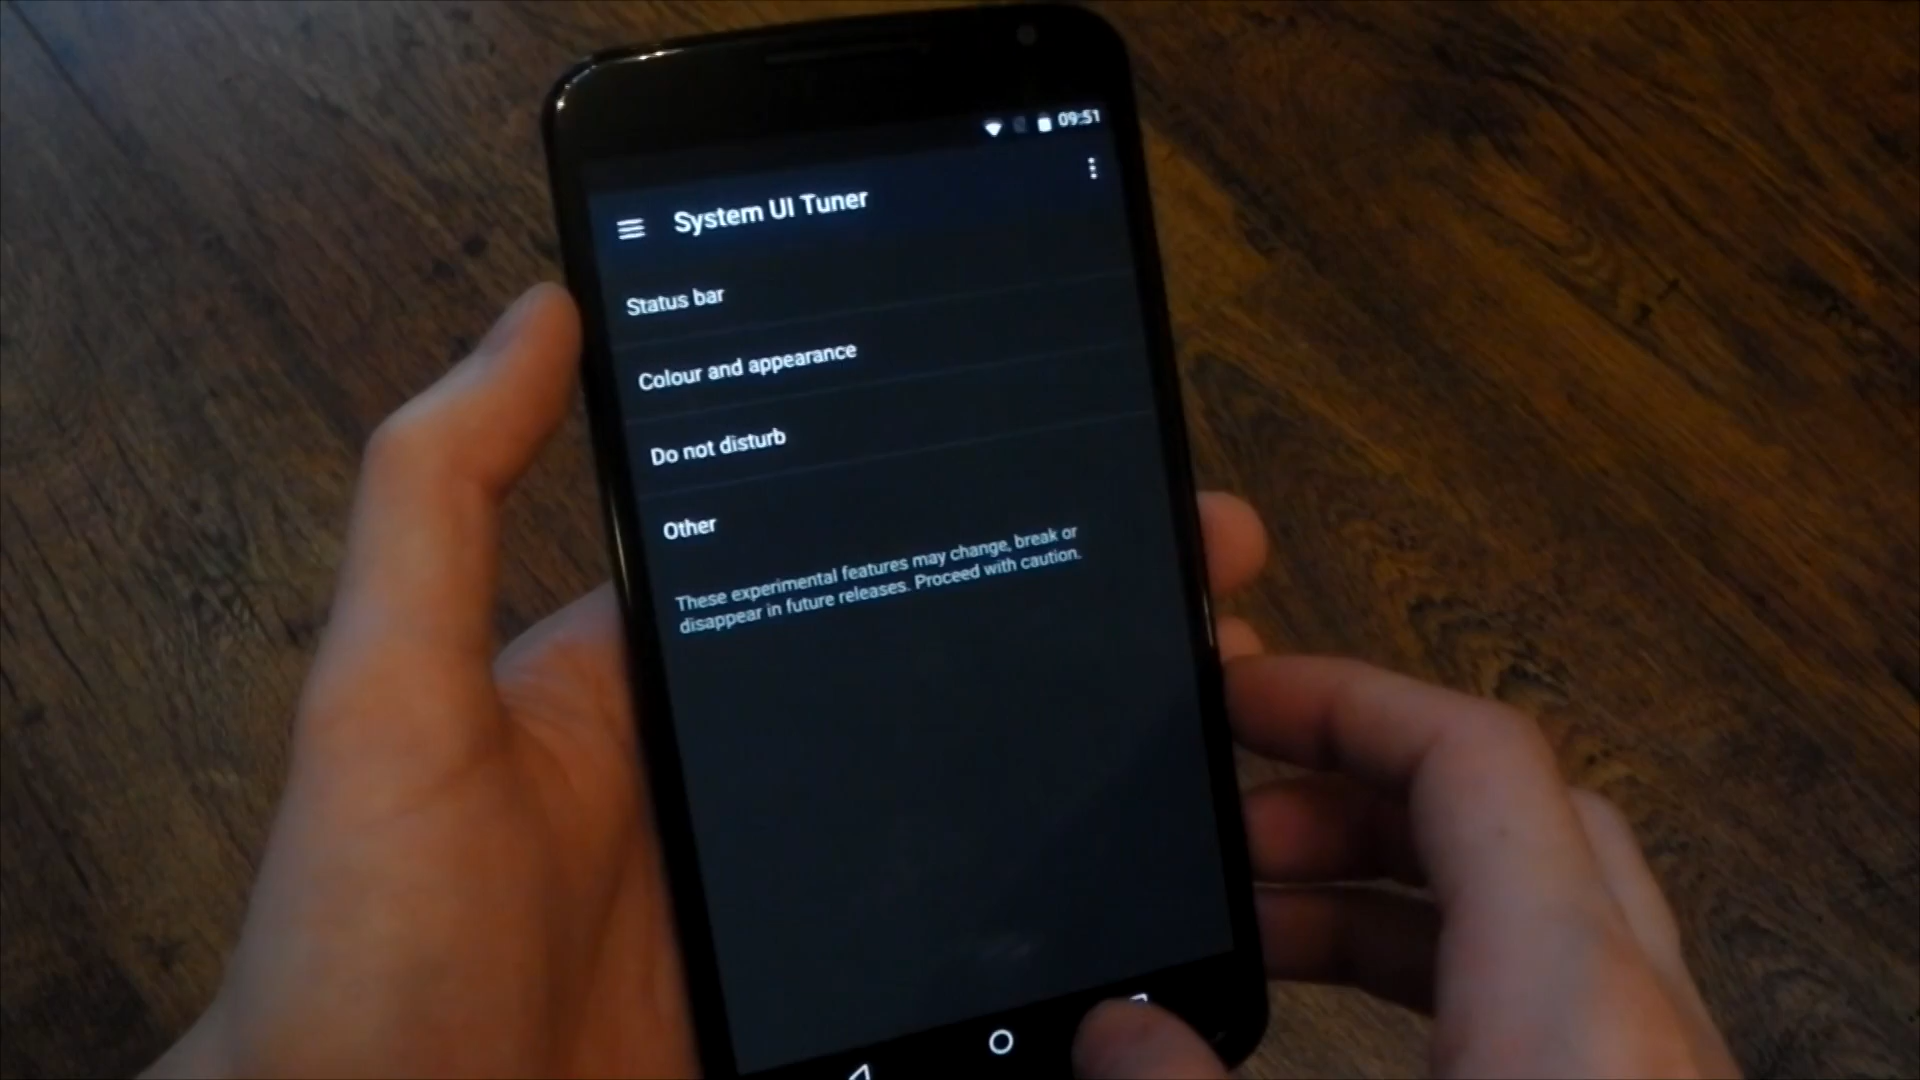 09:51
System UI Tuner
Status bar
Colour and appearance
Do not disturb
Other
These experimental features may change, break or
disappear in future releases. Proceed with caution.